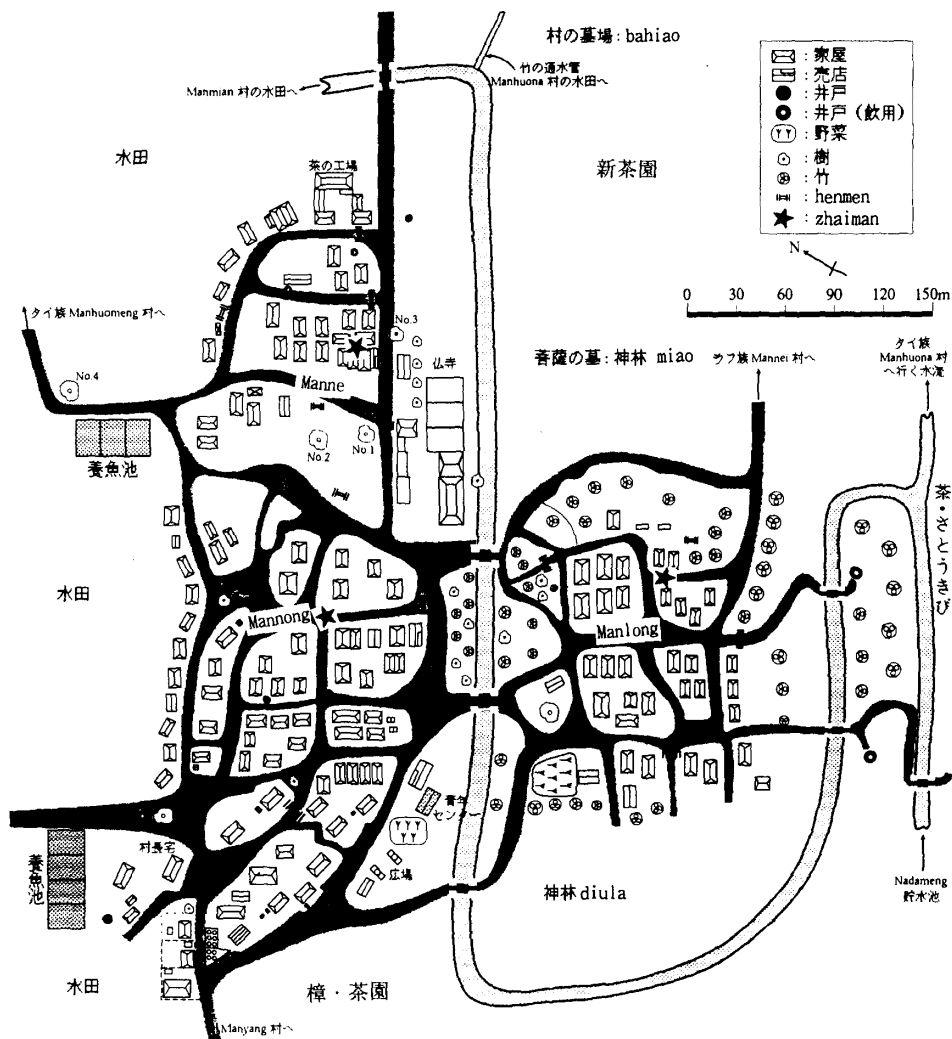 村の墓場: bahiao
竹の通水管
Manhuona 村の水田へ
Manmian 村の水田へ
: 家屋
: 売店
: 井戸
: 井戸 (飲用)
: 野菜
: 樹
: 竹
: henmen
: zhaiman
水田
茶の工場
新茶園
N
0 30 60 90 120 150m
タイ族 Manhuomeng 村へ
No.3
仏寺
菩薩の墓: 神林 miao
ラフ族 Mannei 村へ
タイ族
Manhuona 村
へ行く水溝
No.4
Manne
No.2
No.1
養魚池
茶・さとうきび
水田
Mannong
Manlong
青年
センター
村長宅
広場
養魚池
神林 diula
Nadameng
貯水池
水田
樟・茶園
Manyang 村へ